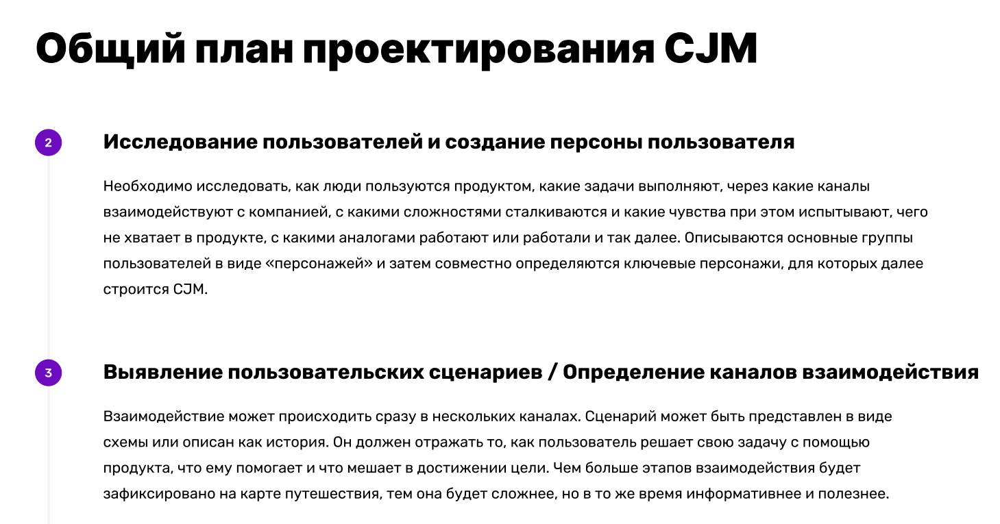 Общий план проектирования CJM
2
Исследование пользователей и создание персоны пользователя
Необходимо исследовать, как люди пользуются продуктом, какие задачи выполняют, через какие каналы
взаимодействуют с компанией, с какими сложностями сталкиваются и какие чувства при этом испытывают, чего
не хватает в продукте, с какими аналогами работают или работали и так далее. Описываются основные группы
пользователей в виде «персонажей» и затем совместно определяются ключевые персонажи, для которых далее
строится CJM.
3
Выявление пользовательских сценариев / Определение каналов взаимодействия
Взаимодействие может происходить сразу в нескольких каналах. Сценарий может быть представлен в виде
схемы или описан как история. Он должен отражать то, как пользователь решает свою задачу с помощью
продукта, что ему помогает и что мешает в достижении цели. Чем больше этапов взаимодействия будет
зафиксировано на карте путешествия, тем она будет сложнее, но в то же время информативнее и полезнее.